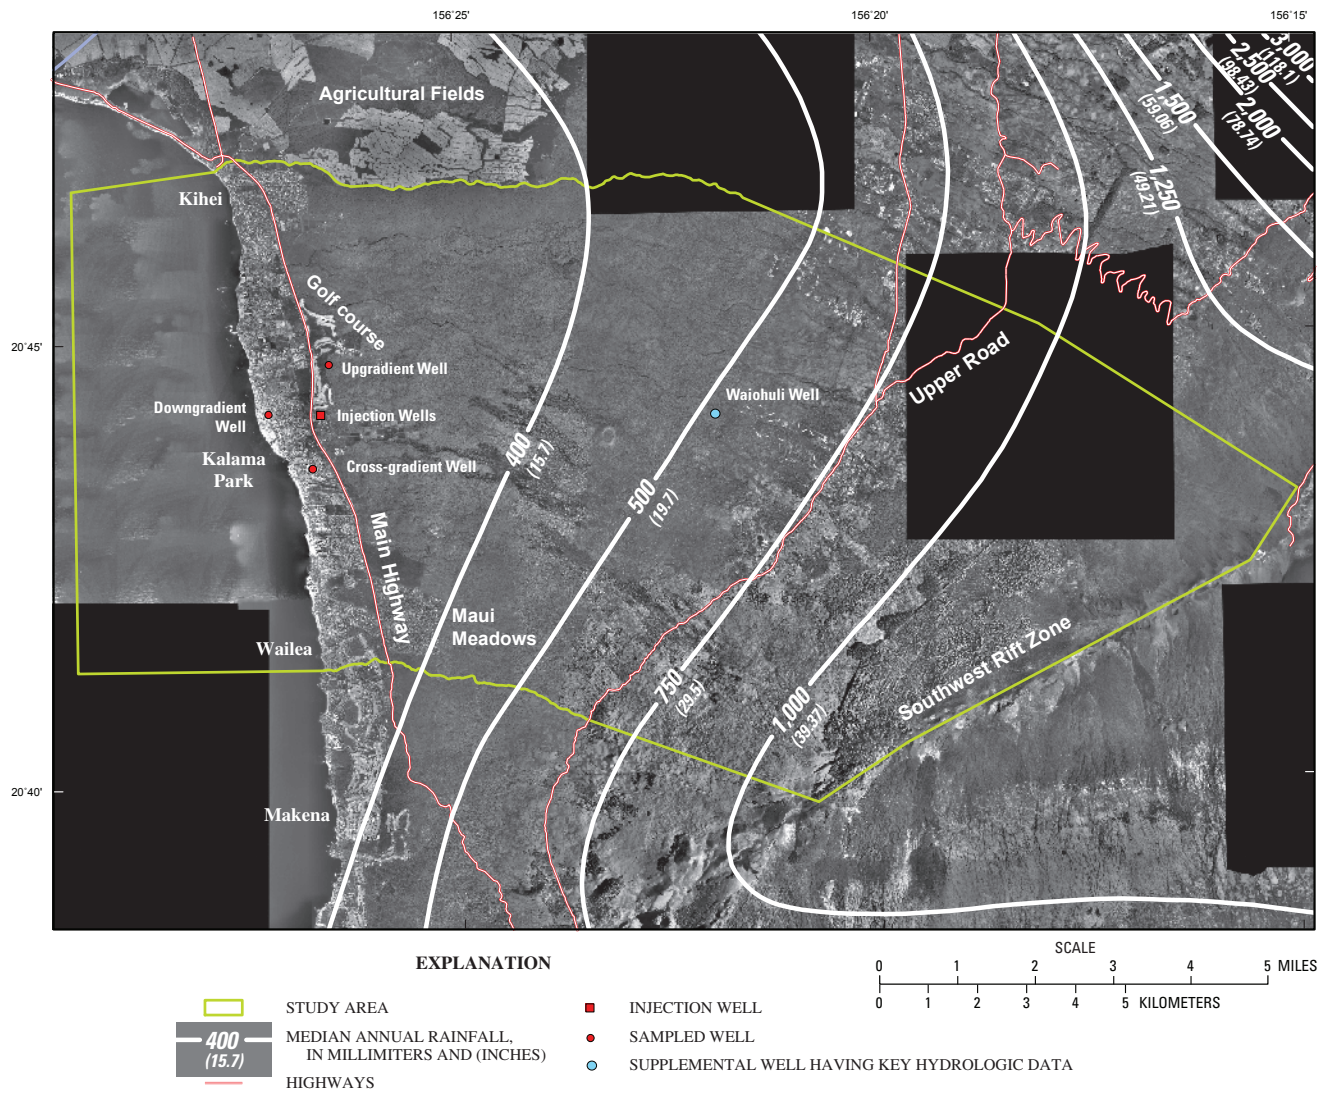 156°25' 156°20' 156°15'
3,000
(118.1)
2,500
(98.43)
2,000
(78.74)
1,500
(59.06)
1,250
(49.21)
Agricultural Fields
Kihei
Golf course
20°45'
Upgradient Well
Upper Road
Waiohuli Well
Downgradient
Well
Injection Wells
400
(15.7)
Kalama
Park
Cross-gradient Well
500
(19.7)
Main Highway
Maui
Meadows
Wailea
Southwest Rift Zone
750
(29.5)
1,000
(39.37)
20°40'
Makena
EXPLANATION
STUDY AREA
400
(15.7)
MEDIAN ANNUAL RAINFALL,
IN MILLIMITERS AND (INCHES)
HIGHWAYS
INJECTION WELL
SAMPLED WELL
SUPPLEMENTAL WELL HAVING KEY HYDROLOGIC DATA
SCALE
0 1 2 3 4 5 MILES
0 1 2 3 4 5 KILOMETERS